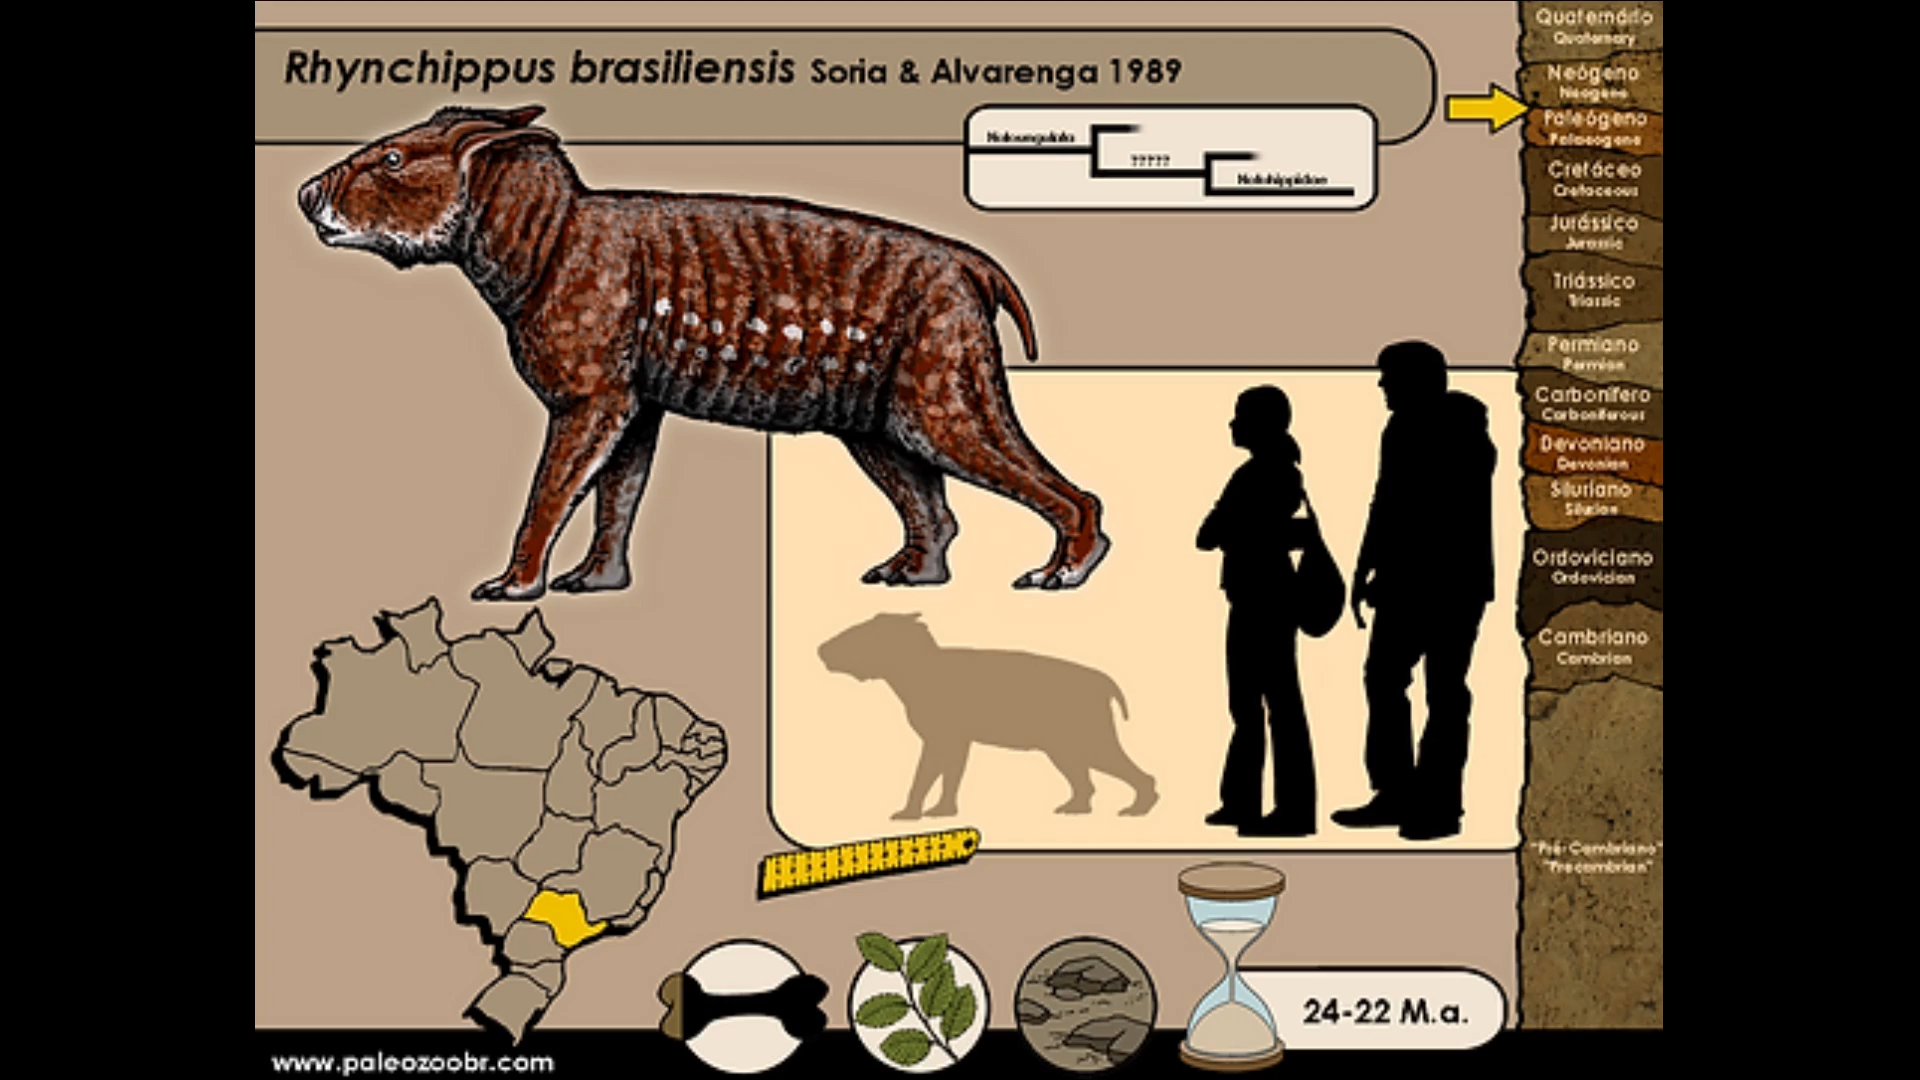 Rhynchippus brasiliensis Soria & Alvarenga 1989
Notoungulata
?????
Notohippidae
Quaternário
Quaternary
Neógeno
Neogene
Paleógeno
Palaeogene
Cretáceo
Cretaceous
Jurássico
Jurassic
Triássico
Triassic
Permiano
Permian
Carbonífero
Carboniferous
Devoniano
Devonian
Siluriano
Silurian
Ordoviciano
Ordovician
Cambriano
Cambrian
"Pré-Cambriano"
"Precambrian"
24-22 M.a.
www.paleozoobr.com